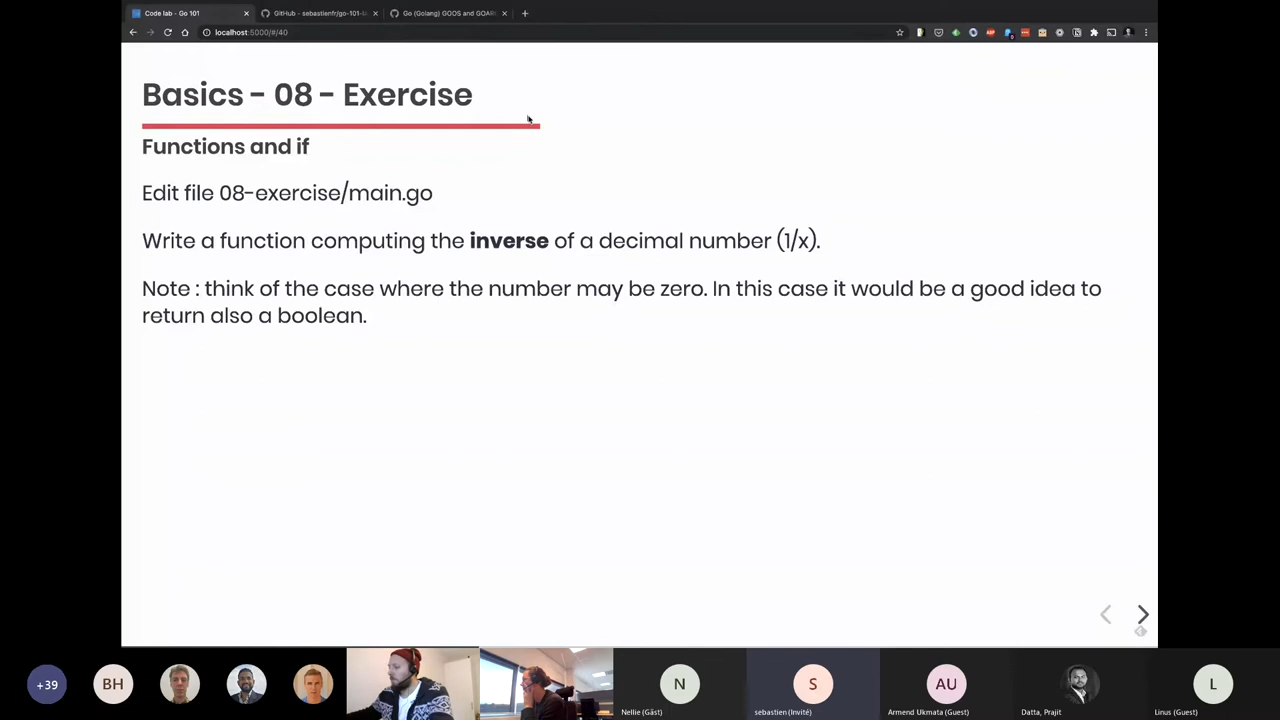 Code lab - Go 101
GitHub - sebastienfr/go-101-l
Go (Golang) GOOS and GOAR
localhost:5000/#/40
Basics - 08 - Exercise
Functions and if
Edit file 08-exercise/main.go
Write a function computing the inverse of a decimal number (1/x).
Note : think of the case where the number may be zero. In this case it would be a good idea to
return also a boolean.
+39
BH
N
Nellie (Gäst)
S
sebastien (Invité)
AU
Armend Ukmata (Guest)
Datta, Prajit
L
Linus (Guest)